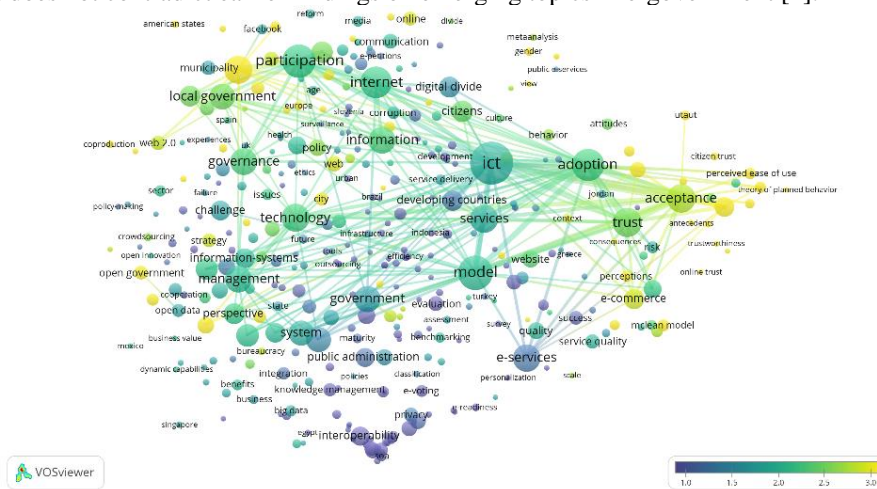 reform
media
online
divide
american states
facebook
metaanalysis
communication
gender
participation
e-petitions
municipality
internet
public eservices
age
digital divide
view
local government
europe
slovenia
corruption
citizens
culture
utaut
spain
surveillance
attitudes
health
behavior
coproduction
web 2.0
experiences
uk
policy
information
development
ict
adoption
citizen trust
governance
web
ethics
urban
service delivery
perceived ease of use
sector
failure
issues
city
brazil
developing countries
jordan
acceptance
theory of planned behavior
policy-making
challenge
technology
services
context
trust
antecedents
crowdsourcing
strategy
future
infrastructure
indonesia
consequences
risk
trustworthiness
open innovation
information-systems
tools
outsourcing
efficiency
website
greece
open government
management
model
perceptions
online trust
cooperation
government
turkey
e-commerce
open data
perspective
state
evaluation
assessment
survey
success
mclean model
business value
system
maturity
benchmarking
quality
service quality
mexico
bureaucracy
public administration
e-services
dynamic capabilities
integration
policies
classification
personalization
scale
benefits
knowledge management
e-voting
business
big data
privacy
e-readiness
singapore
egypt
interoperability
soa
VOSviewer
1.0 1.5 2.0 2.5 3.0